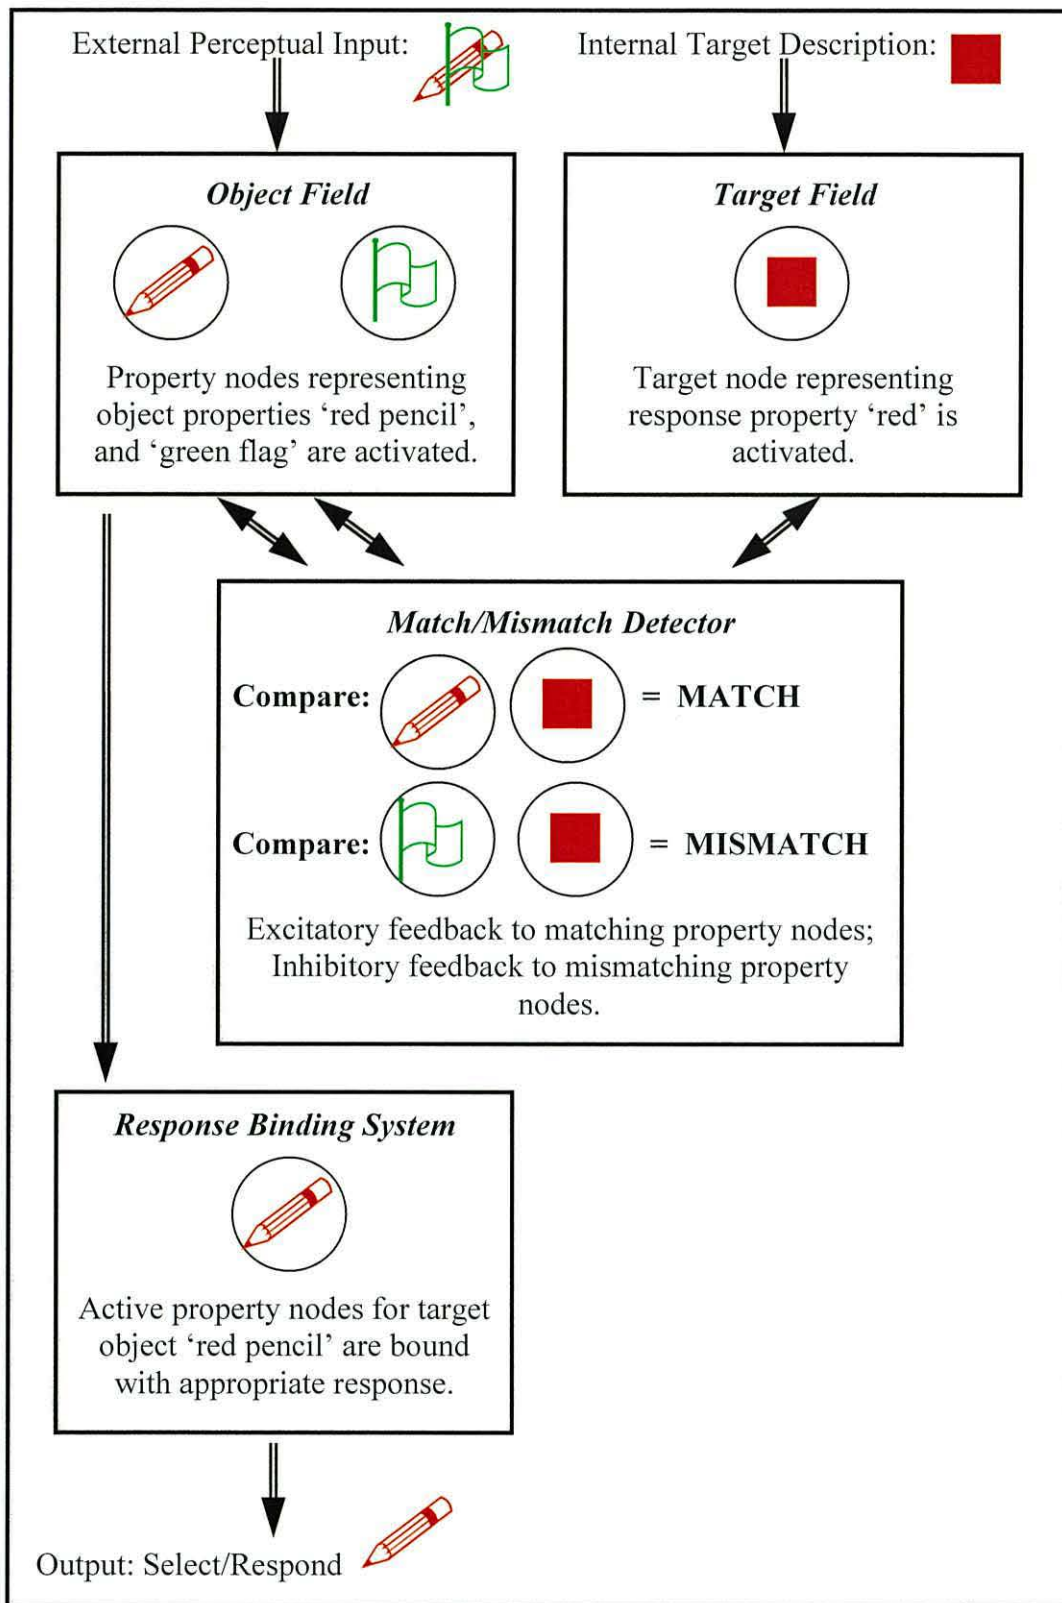 External Perceptual Input:
Internal Target Description:
Object Field
Property nodes representing
object properties ‘red pencil’,
and ‘green flag’ are activated.
Target Field
Target node representing
response property ‘red’ is
activated.
Match/Mismatch Detector
Compare: = MATCH
Compare: = MISMATCH
Excitatory feedback to matching property nodes;
Inhibitory feedback to mismatching property
nodes.
Response Binding System
Active property nodes for target
object ‘red pencil’ are bound
with appropriate response.
Output: Select/Respond